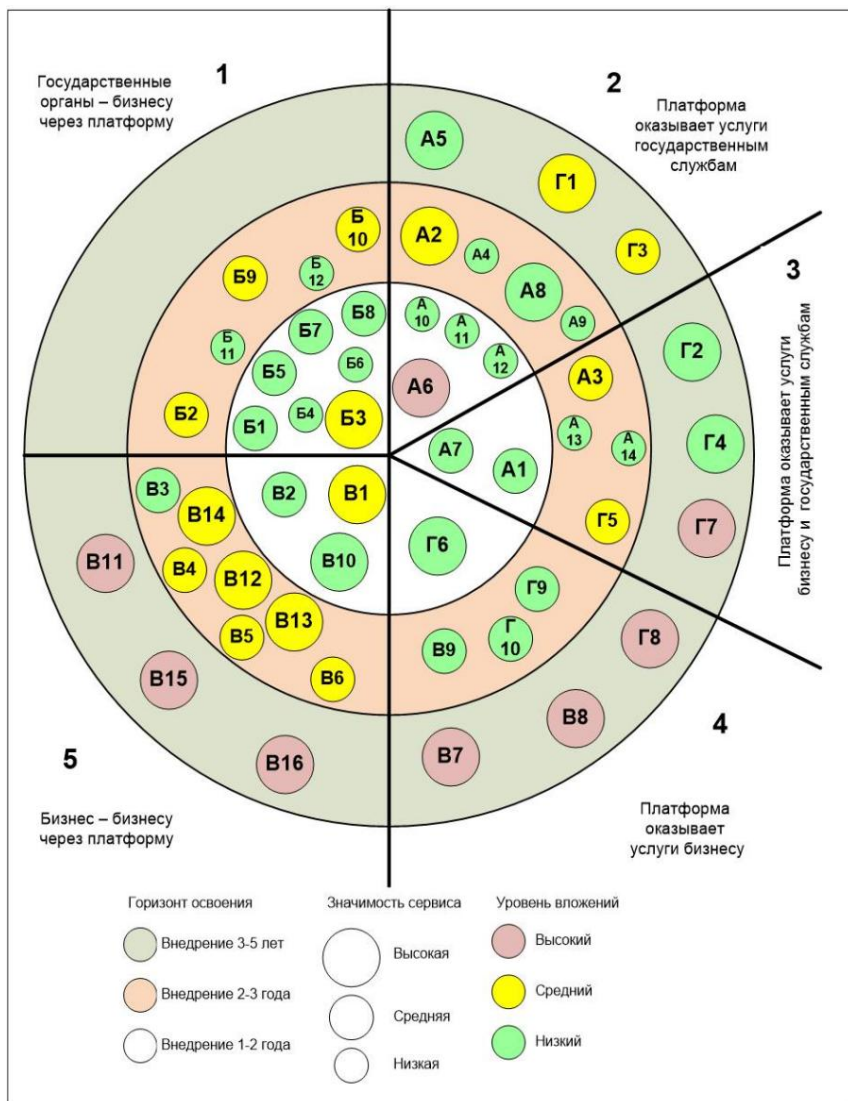 1
Государственные
органы – бизнесу
через платформу
2
Платформа
оказывает услуги
государственным
службам
3
Платформа оказывает услуги
бизнесу и государственным службам
4
Платформа
оказывает
услуги бизнесу
5
Бизнес – бизнесу
через платформу
Б
10
Б9
Б
12
Б
11
Б2
Б8
Б7
Б6
Б5
Б4
Б3
Б1
А5
Г1
Г3
А2
А4
А8
А9
А
10
А
11
А
12
А6
Г2
Г4
Г7
А3
А
13
А
14
Г5
А7
А1
Г6
Г9
Г
10
В9
Г8
В8
В7
В2
В1
В10
В3
В14
В4
В12
В13
В5
В6
В11
В15
В16
Горизонт освоения
Внедрение 3-5 лет
Внедрение 2-3 года
Внедрение 1-2 года
Значимость сервиса
Высокая
Средняя
Низкая
Уровень вложений
Высокий
Средний
Низкий